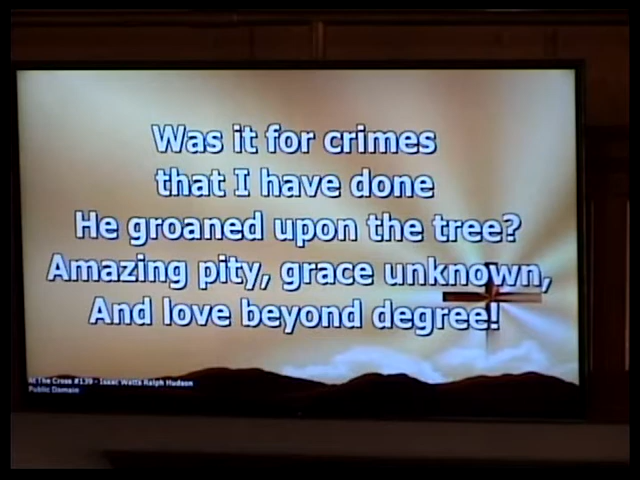 Was it for crimes
that I have done
He groaned upon the tree?
Amazing pity, grace unknown,
And love beyond degree!
At The Cross #139 - Isaac Watts Ralph Hudson
Public Domain